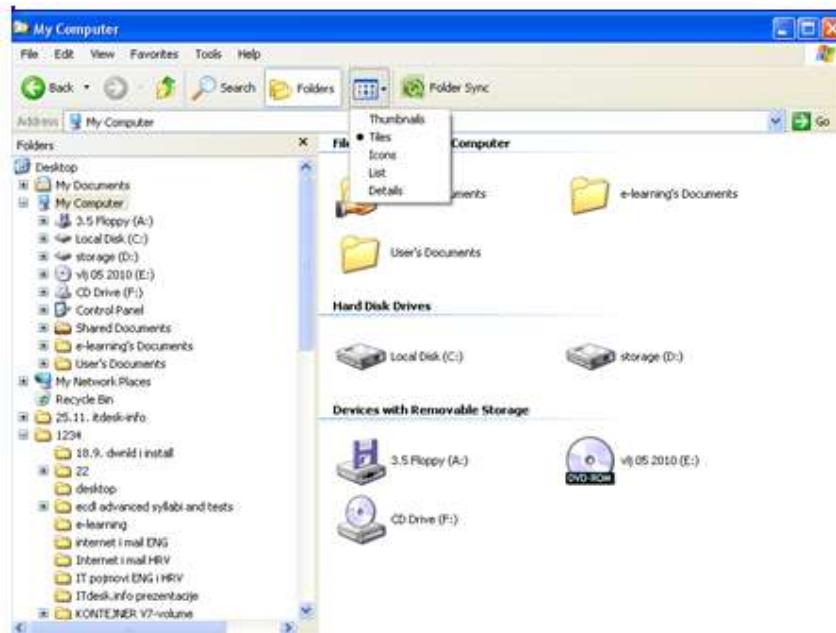 My Computer
File Edit View Favorites Tools Help
Back Search Folders Folder Sync
Address My Computer Go
Thumbnails
Tiles
Icons
List
Details
Folders
Desktop
My Documents
My Computer
3.5 Floppy (A:)
Local Disk (C:)
storage (D:)
vlj 05 2010 (E:)
CD Drive (F:)
Control Panel
Shared Documents
e-learning's Documents
User's Documents
My Network Places
Recycle Bin
25.11. itdesk-info
1234
18.9. dwnld i install
22
desktop
ecdl advanced syllabi and tests
e-learning
internet i mail ENG
Internet i mail HRV
IT pojmovi ENG i HRV
ITdesk.info prezentacije
KONTEJNER V7-volume
Computer
e-learning's Documents
User's Documents
Hard Disk Drives
Local Disk (C:) storage (D:)
Devices with Removable Storage
3.5 Floppy (A:) vlj 05 2010 (E:)
DVD-ROM
CD Drive (F:)